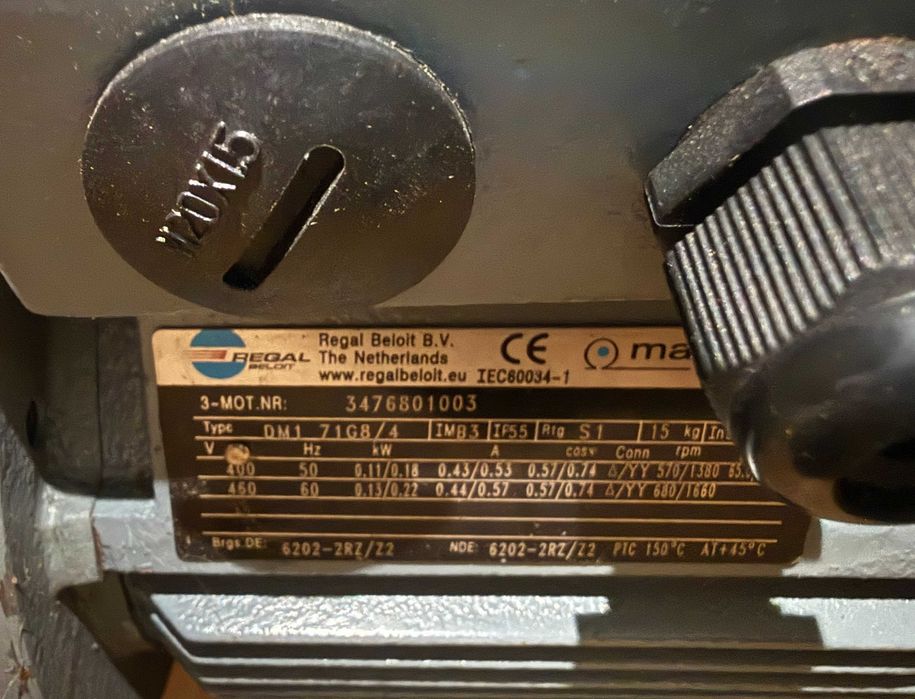 M20X1.5
REGAL BELOIT
Regal Beloit B.V.
The Netherlands
www.regalbeloit.eu IEC60034-1
CE
3-MOT.NR: 3476801003
Type DM1 71G8/4 IMB3 IP55 Rtg S1 15 kg
V Hz kW A cosφ Conn rpm
400 50 0.11/0.18 0.43/0.53 0.57/0.74 △/YY 570/1380
460 60 0.13/0.22 0.44/0.57 0.57/0.74 △/YY 680/1660
Brgs DE: 6202-2RZ/Z2 NDE: 6202-2RZ/Z2 PTC 150°C AT+45°C